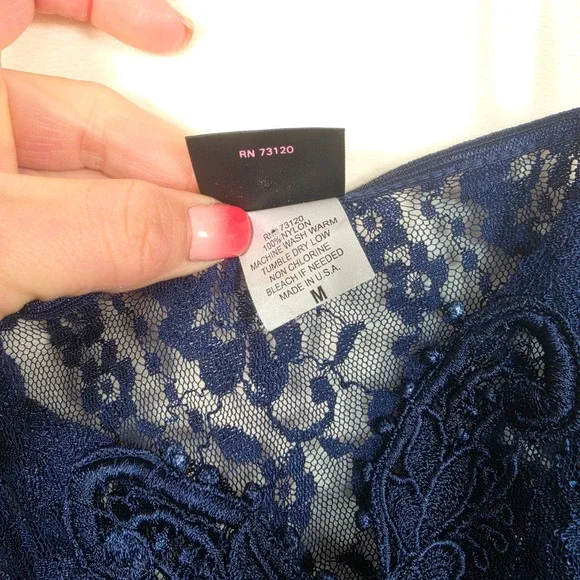 RN 73120
RN 73120
100% NYLON
MACHINE WASH WARM
TUMBLE DRY LOW
NON CHLORINE
BLEACH IF NEEDED
MADE IN U.S.A.
M